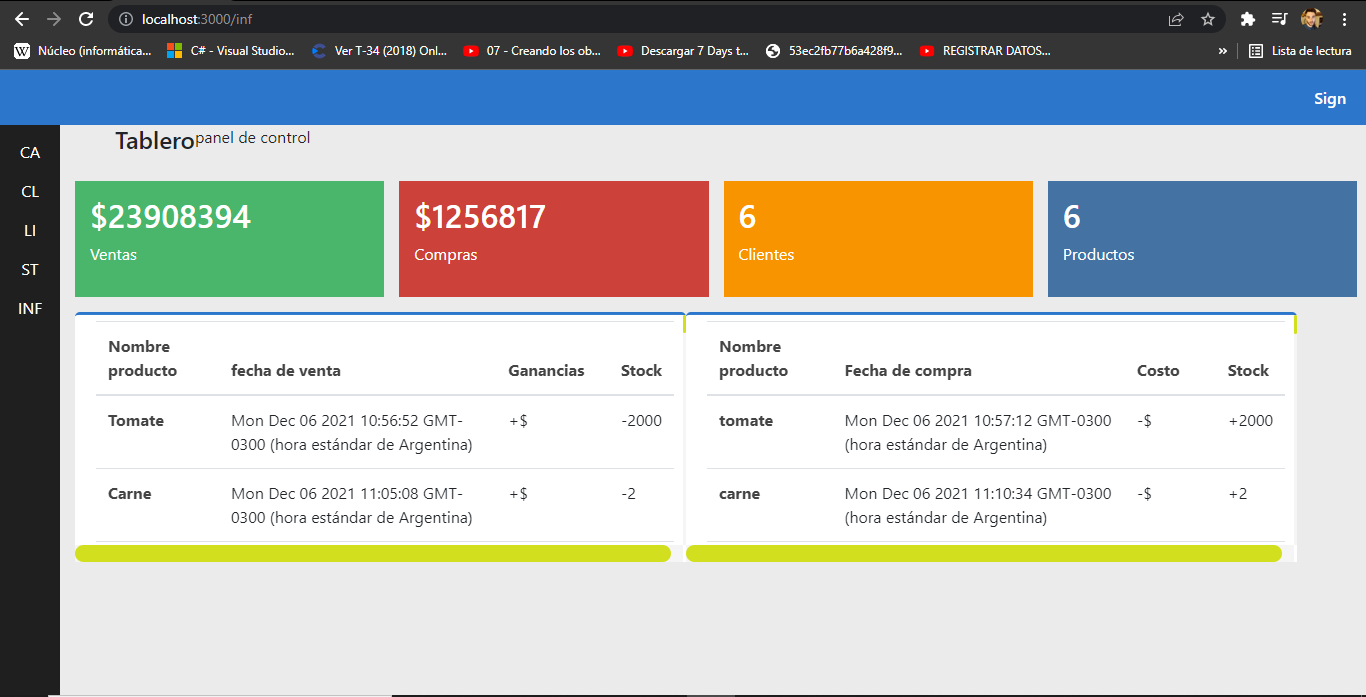 localhost:3000/inf
Núcleo (informática... C# - Visual Studio... Ver T-34 (2018) Onl... 07 - Creando los ob... Descargar 7 Days t... 53ec2fb77b6a428f9... REGISTRAR DATOS... » Lista de lectura
Sign
CA
CL
LI
ST
INF
Tablero panel de control
$23908394
Ventas
$1256817
Compras
6
Clientes
6
Productos
Nombre
producto fecha de venta Ganancias Stock
Tomate Mon Dec 06 2021 10:56:52 GMT- +$ -2000
0300 (hora estándar de Argentina)
Carne Mon Dec 06 2021 11:05:08 GMT- +$ -2
0300 (hora estándar de Argentina)
Nombre
producto Fecha de compra Costo Stock
tomate Mon Dec 06 2021 10:57:12 GMT-0300 -$ +2000
(hora estándar de Argentina)
carne Mon Dec 06 2021 11:10:34 GMT-0300 -$ +2
(hora estándar de Argentina)